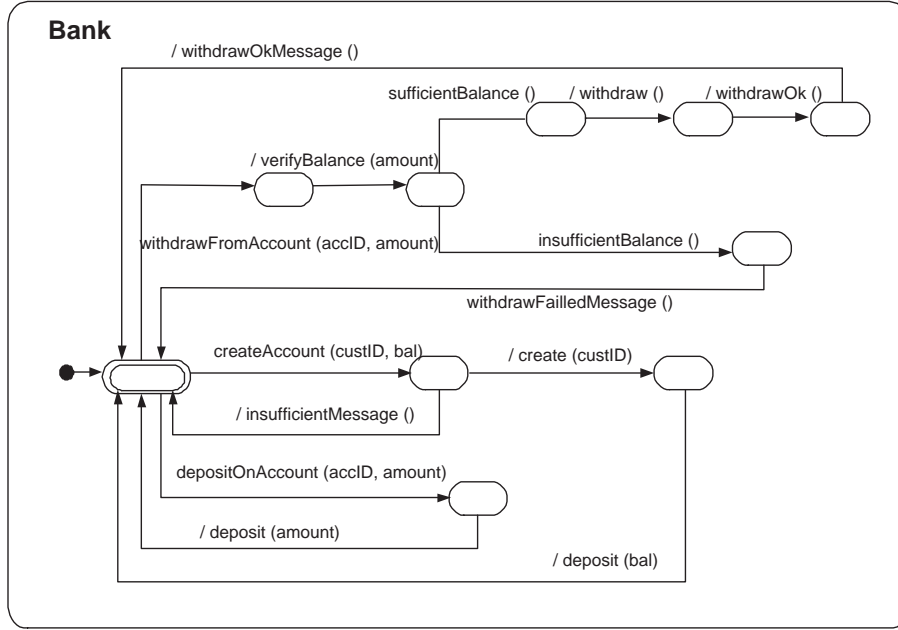 Bank
/ withdrawOkMessage ()
sufficientBalance ()
/ withdraw ()
/ withdrawOk ()
/ verifyBalance (amount)
withdrawFromAccount (accID, amount)
insufficientBalance ()
withdrawFailledMessage ()
createAccount (custID, bal)
/ create (custID)
/ insufficientMessage ()
depositOnAccount (accID, amount)
/ deposit (amount)
/ deposit (bal)